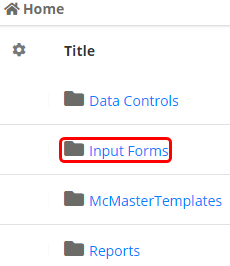 Home
Title
Data Controls
Input Forms
McMasterTemplates
Reports